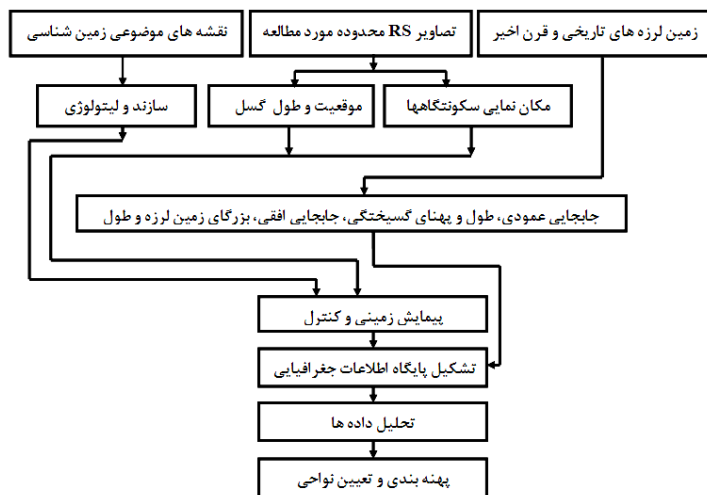 زمین لرزه های تاریخی و قرن اخیر
تصاویر RS محدوده مورد مطالعه
نقشه های موضوعی زمین شناسی
مکان نمایی سکونتگاهها
موقعیت و طول گسل
سازند و لیتولوژی
جابجایی عمودی، طول و پهنای گسیختگی، جابجایی افقی، بزرگای زمین لرزه و طول
پیمایش زمینی و کنترل
تشکیل پایگاه اطلاعات جغرافیایی
تحلیل داده ها
پهنه بندی و تعیین نواحی